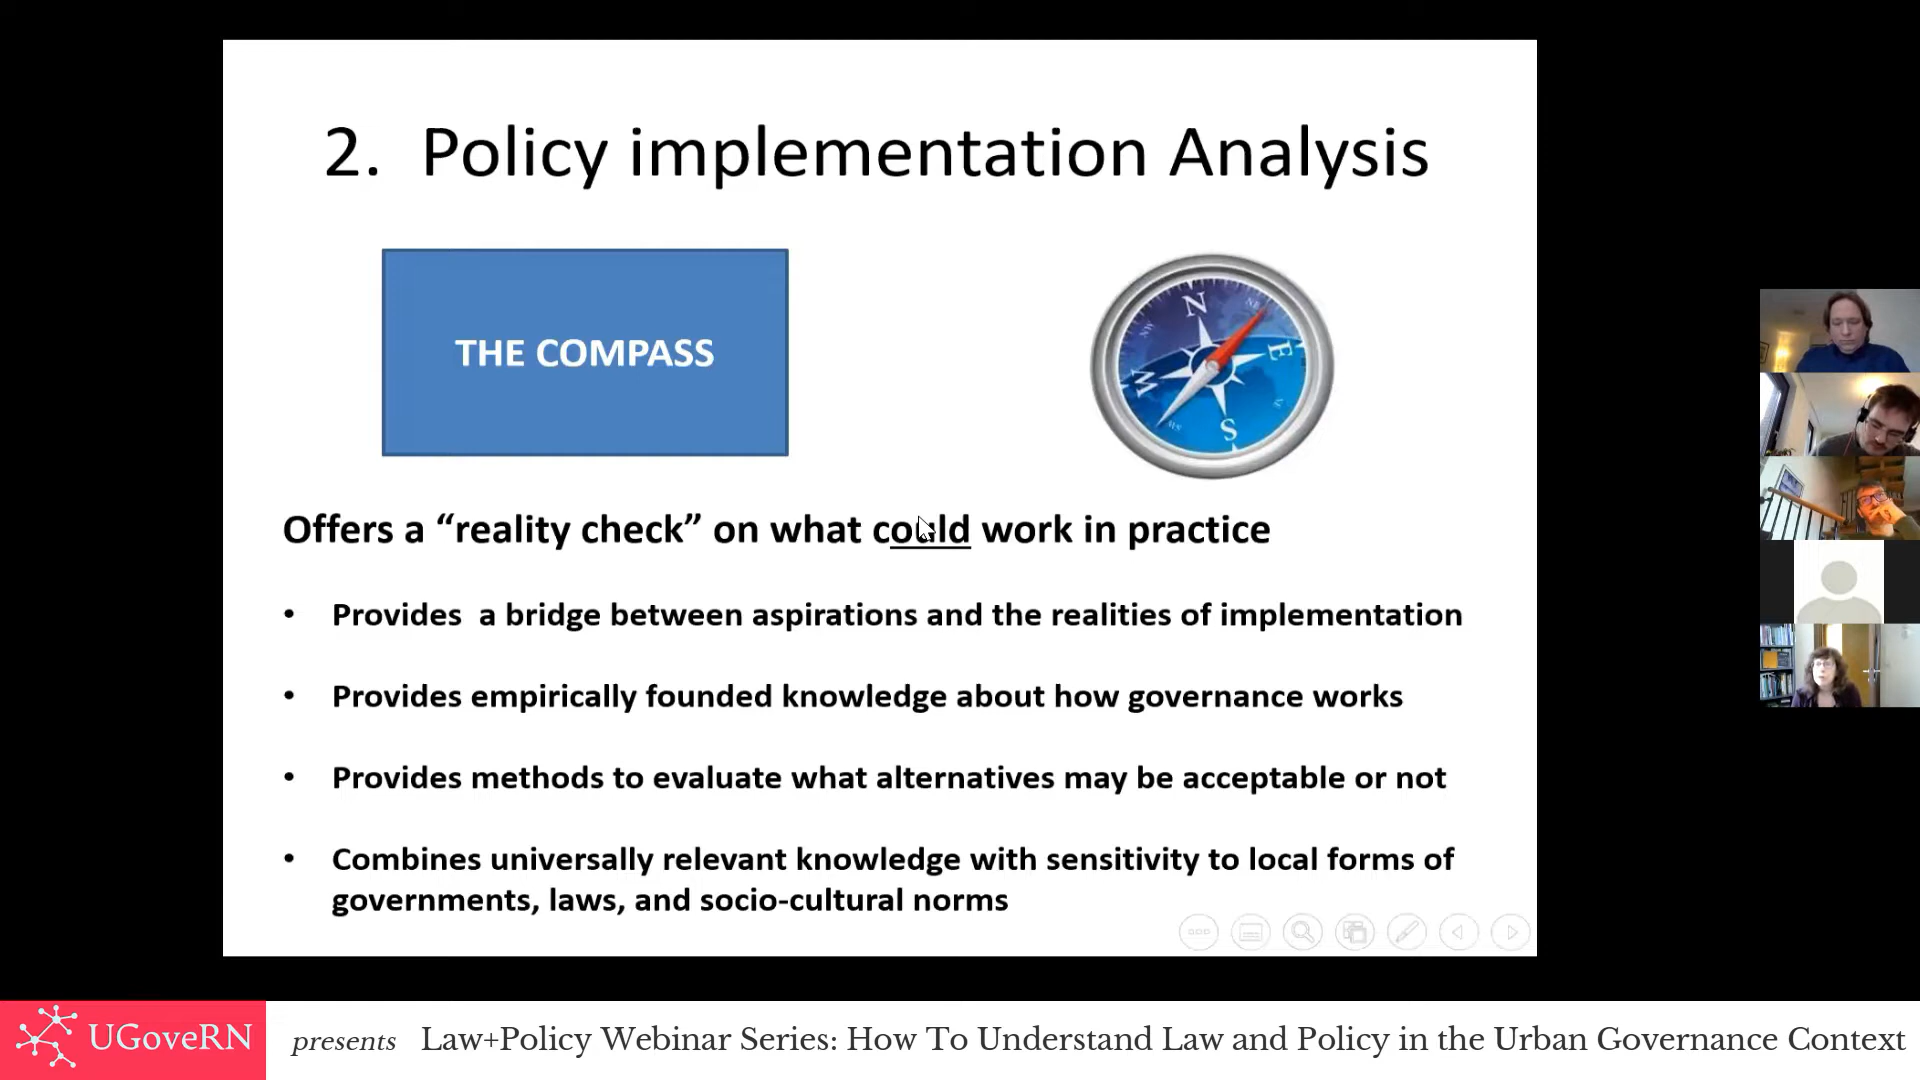 2. Policy implementation Analysis
THE COMPASS
N
NE
E
S
W
NW
Offers a “reality check” on what could work in practice
• Provides  a bridge between aspirations and the realities of implementation
• Provides empirically founded knowledge about how governance works
• Provides methods to evaluate what alternatives may be acceptable or not
• Combines universally relevant knowledge with sensitivity to local forms of
governments, laws, and socio-cultural norms
UGoveRN
presents Law+Policy Webinar Series: How To Understand Law and Policy in the Urban Governance Context